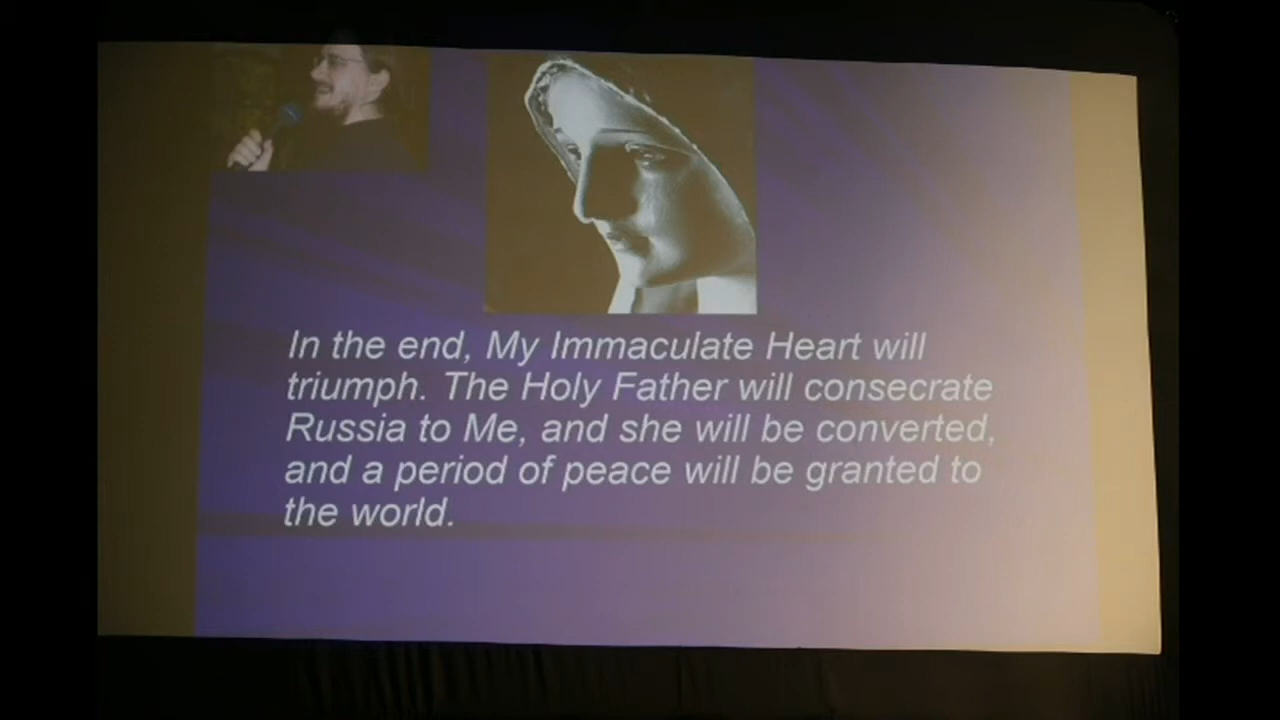 In the end, My Immaculate Heart will
triumph. The Holy Father will consecrate
Russia to Me, and she will be converted,
and a period of peace will be granted to
the world.